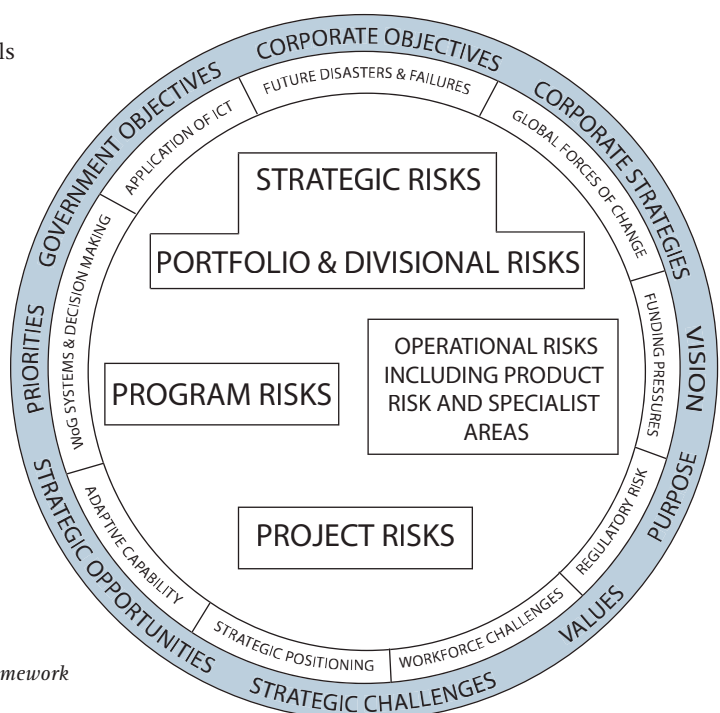 ls
CORPORATE OBJECTIVES
CORPORATE STRATEGIES
VISION
PURPOSE
VALUES
STRATEGIC CHALLENGES
STRATEGIC OPPORTUNITIES
PRIORITIES
GOVERNMENT OBJECTIVES
FUTURE DISASTERS & FAILURES
GLOBAL FORCES OF CHANGE
FUNDING PRESSURES
REGULATORY RISK
WORKFORCE CHALLENGES
STRATEGIC POSITIONING
ADAPTIVE CAPABILITY
WoG SYSTEMS & DECISION MAKING
APPLICATION OF ICT
STRATEGIC RISKS
PORTFOLIO & DIVISIONAL RISKS
OPERATIONAL RISKS
INCLUDING PRODUCT
RISK AND SPECIALIST
AREAS
PROGRAM RISKS
PROJECT RISKS
mework